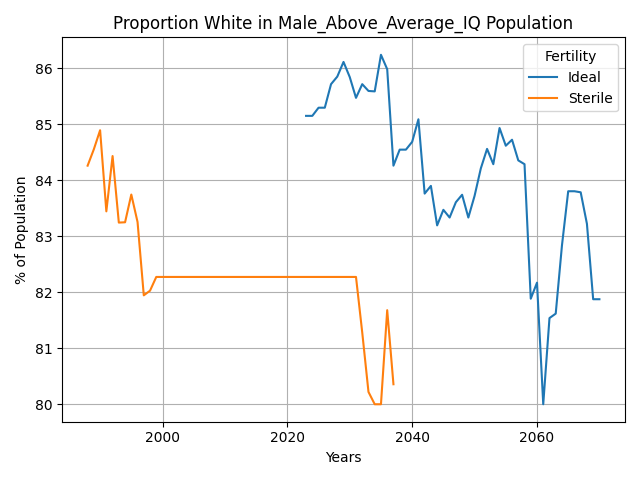 Proportion White in Male_Above_Average_IQ Population
Fertility
Ideal
Sterile
% of Population
86
85
84
83
82
81
80
2000
2020
2040
2060
Years